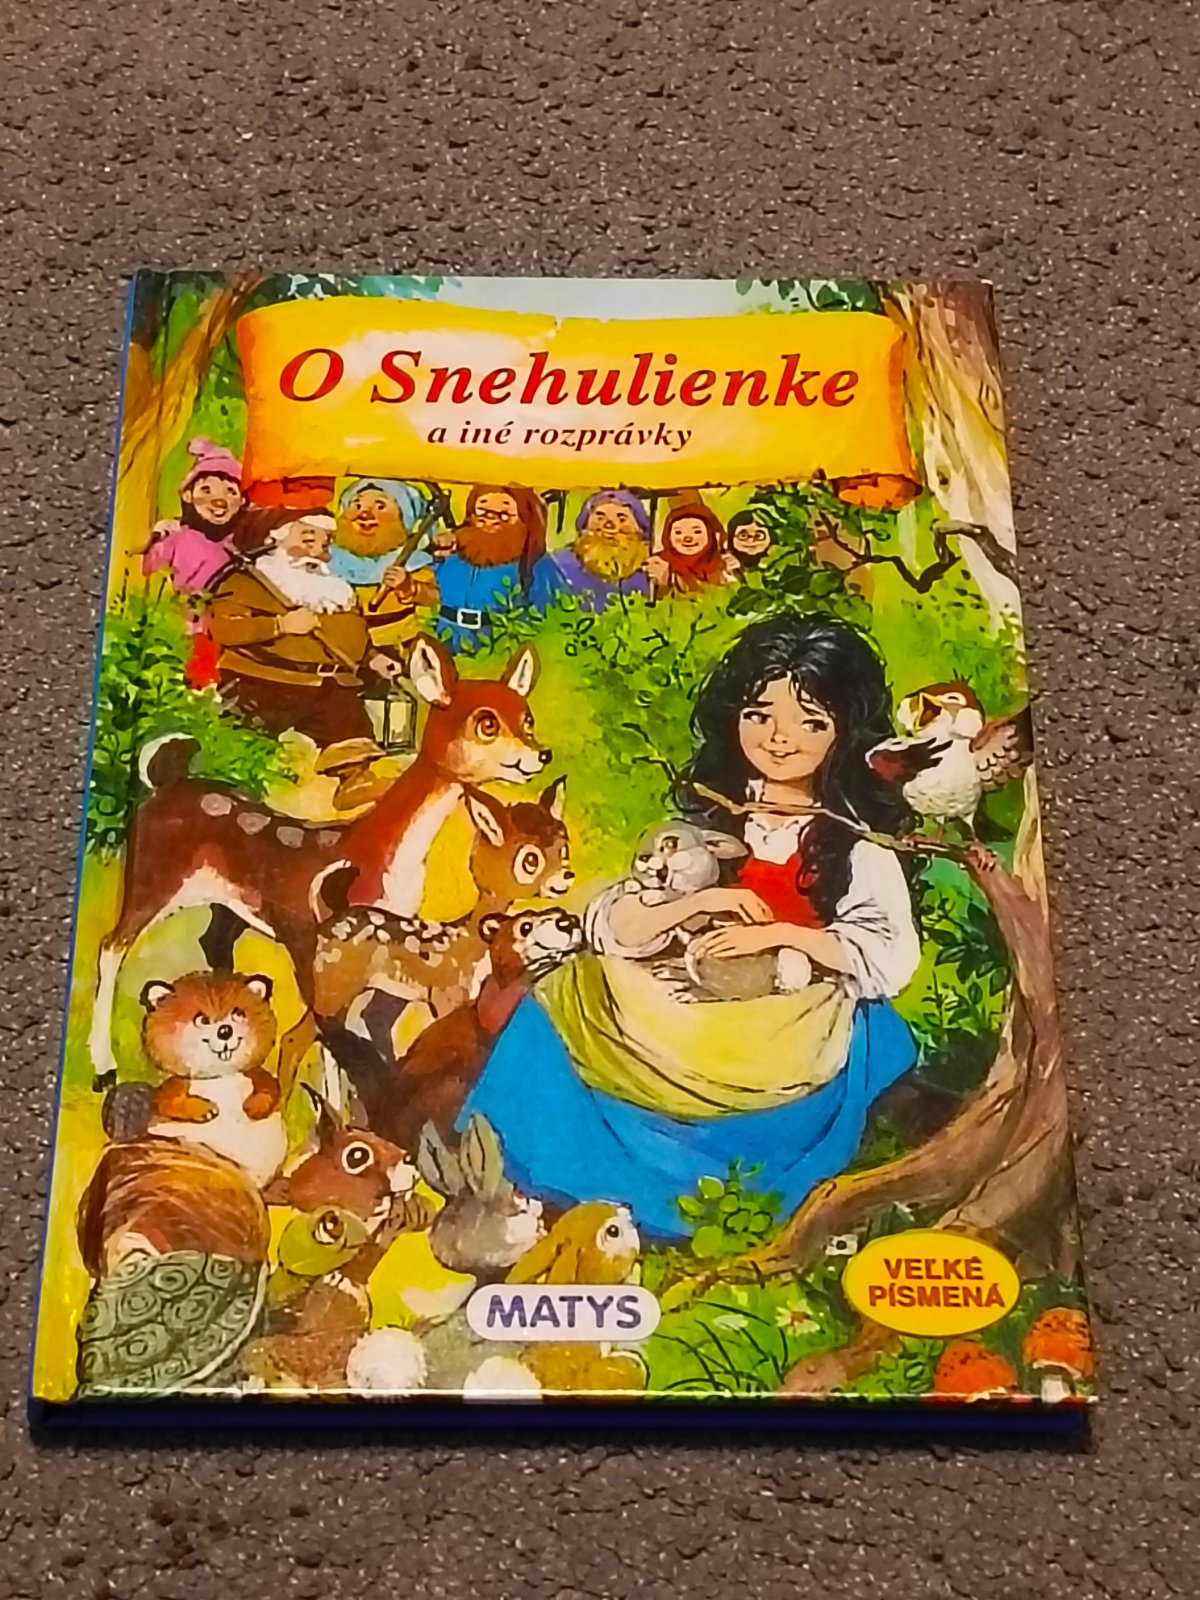 O Snehulienke
a iné rozprávky
MATYS
VEĽKÉ
PÍSMENÁ